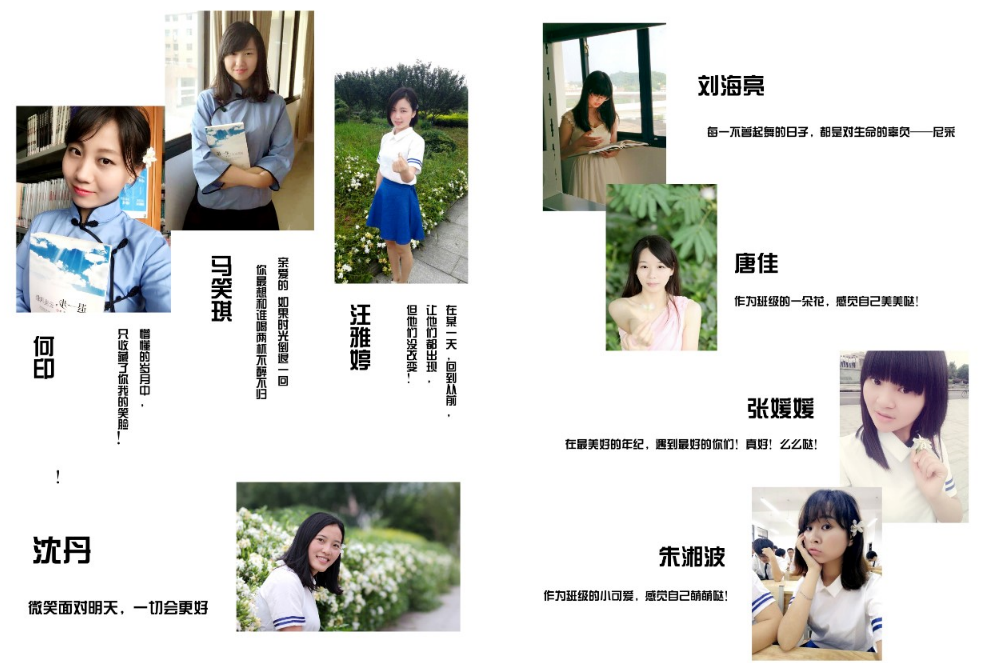 何印
懵懂的岁月中，
只收藏了你我的笑脸！
！
马笑琪
亲爱的 如果时光倒退一回
你最想和谁喝两杯不醉不归
汪雅婷
在某一天，回到从前，
让他们都出现，
但他们没改变！
沈丹
微笑面对明天，一切会更好
刘海亮
每一不曾起舞的日子，都是对生命的辜负——尼采
唐佳
作为班级的一朵花，感觉自己美美哒！
张媛媛
在最美好的年纪，遇到最好的你们！真好！么么哒！
朱湘波
作为班级的小可爱，感觉自己萌萌哒！